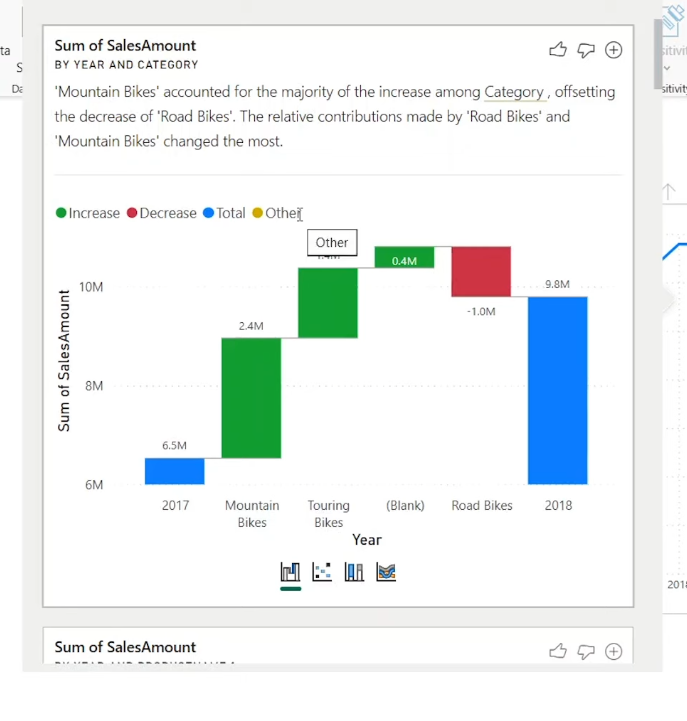 Sum of SalesAmount
BY YEAR AND CATEGORY
'Mountain Bikes' accounted for the majority of the increase among Category , offsetting
the decrease of 'Road Bikes'. The relative contributions made by 'Road Bikes' and
'Mountain Bikes' changed the most.
Increase Decrease Total Other
Other
0.4M
10M
9.8M
-1.0M
2.4M
8M
6.5M
6M
Sum of SalesAmount
2017 Mountain Bikes Touring Bikes (Blank) Road Bikes 2018
Year
2018
Sum of SalesAmount